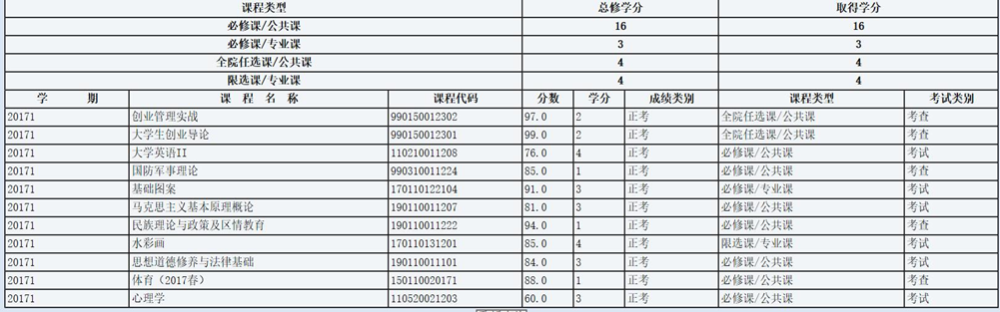 课程类型 总修学分 取得学分
必修课/公共课 16 16
必修课/专业课 3 3
全院任选课/公共课 4 4
限选课/专业课 4 4
学 期 课 程 名 称 课程代码 分数 学分 成绩类别 课程类型 考试类别
20171 创业管理实战 990150012302 97.0 2 正考 全院任选课/公共课 考查
20171 大学生创业导论 990150012301 99.0 2 正考 全院任选课/公共课 考查
20171 大学英语II 110210011208 76.0 4 正考 必修课/公共课 考试
20171 国防军事理论 990310011224 85.0 1 正考 必修课/公共课 考查
20171 基础图案 170110122104 91.0 3 正考 必修课/专业课 考试
20171 马克思主义基本原理概论 190110011207 81.0 3 正考 必修课/公共课 考试
20171 民族理论与政策及区情教育 190110011222 94.0 1 正考 必修课/公共课 考查
20171 水彩画 170110131201 85.0 4 正考 限选课/专业课 考试
20171 思想道德修养与法律基础 190110011101 84.0 3 正考 必修课/公共课 考试
20171 体育（2017春） 150110020171 88.0 1 正考 必修课/公共课 考查
20171 心理学 110520021203 60.0 3 正考 必修课/公共课 考试